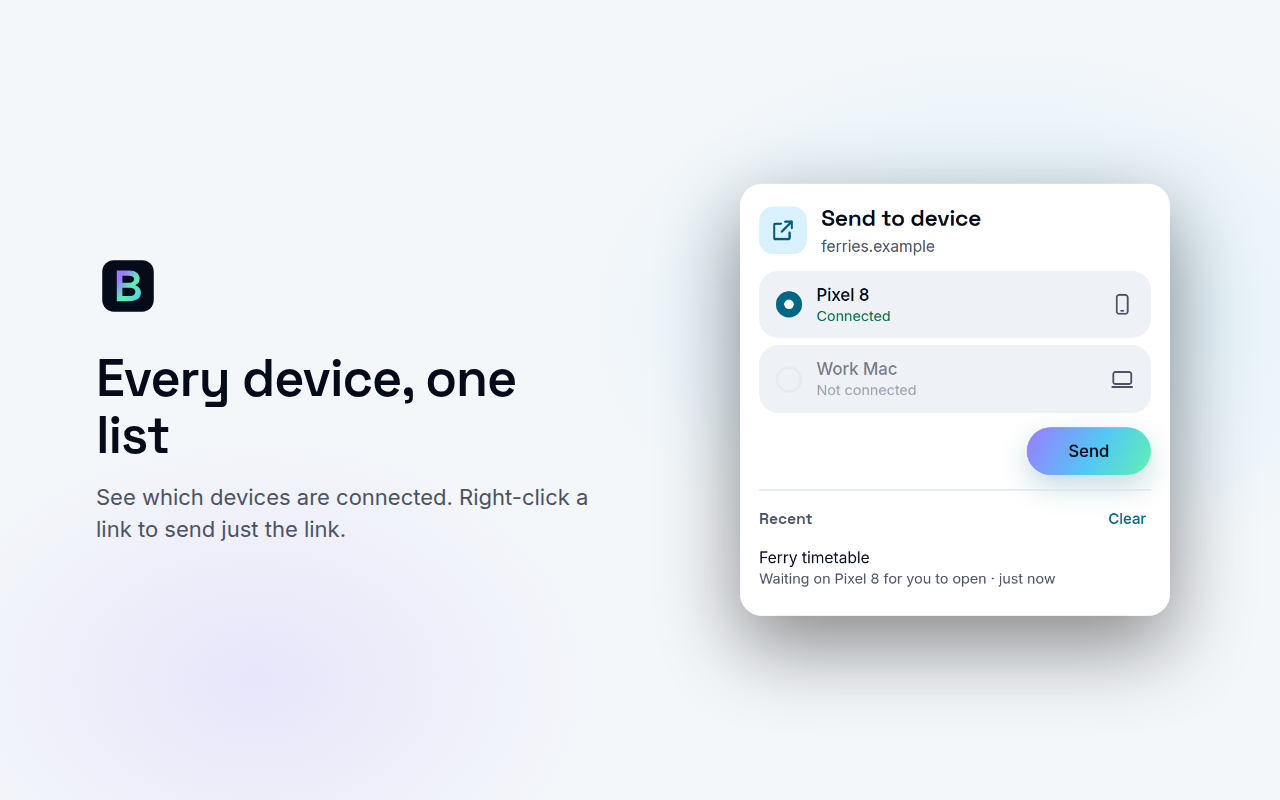 B
Every device, one
list
See which devices are connected. Right-click a
link to send just the link.
Send to device
ferries.example
Pixel 8
Connected
Work Mac
Not connected
Send
Recent
Clear
Ferry timetable
Waiting on Pixel 8 for you to open · just now